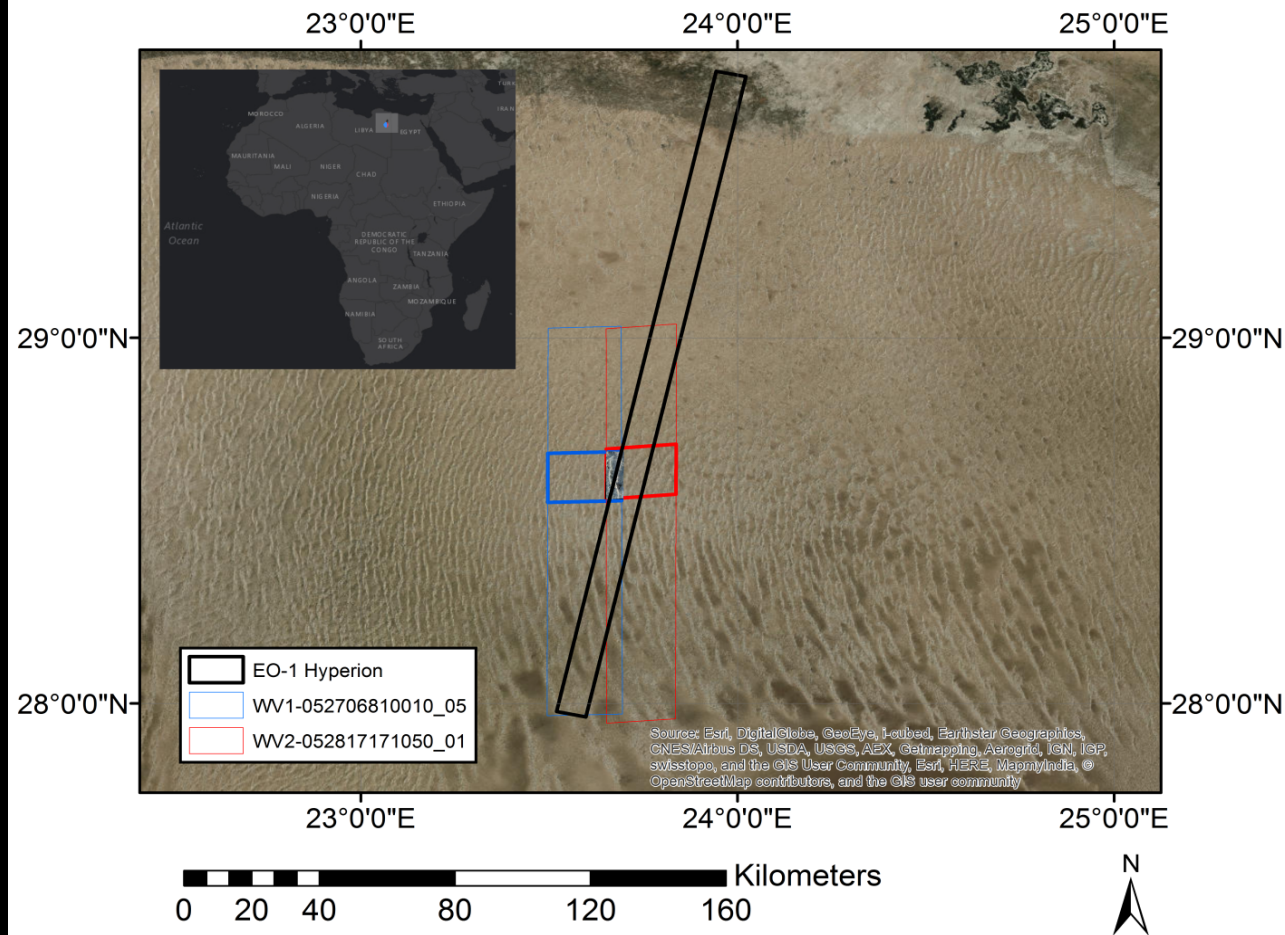 23°0'0"E 24°0'0"E 25°0'0"E
MOROCCO
ALGERIA
LIBYA
EGYPT
IRAN
MAURITANIA
MALI
NIGER
CHAD
NIGERIA
ETHIOPIA
Atlantic
Ocean
DEMOCRATIC
REPUBLIC OF THE
CONGO
TANZANIA
ANGOLA
ZAMBIA
MOZAMBIQUE
NAMIBIA
SOUTH
AFRICA
29°0'0"N 29°0'0"N
EO-1 Hyperion
WV1-052706810010_05
WV2-052817171050_01
28°0'0"N 28°0'0"N
Source: Esri, DigitalGlobe, GeoEye, i-cubed, Earthstar Geographics,
CNES/Airbus DS, USDA, USGS, AEX, Getmapping, Aerogrid, IGN, IGP,
swisstopo, and the GIS User Community, Esri, HERE, MapmyIndia, ©
OpenStreetMap contributors, and the GIS user community
23°0'0"E 24°0'0"E 25°0'0"E
Kilometers
0 20 40 80 120 160
N